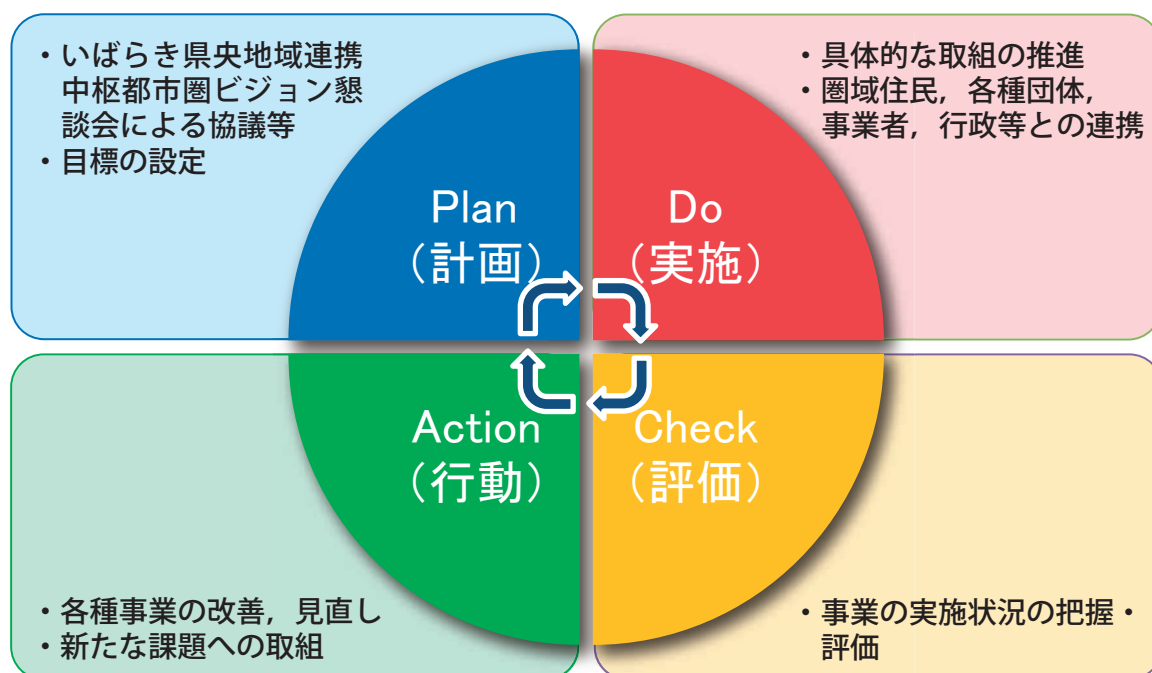 ・いばらき県央地域連携
中枢都市圏ビジョン懇
談会による協議等
・目標の設定
・具体的な取組の推進
・圏域住民，各種団体，
事業者，行政等との連携
Plan
（計画）
Do
（実施）
Action
（行動）
Check
（評価）
・各種事業の改善，見直し
・新たな課題への取組
・事業の実施状況の把握・
評価